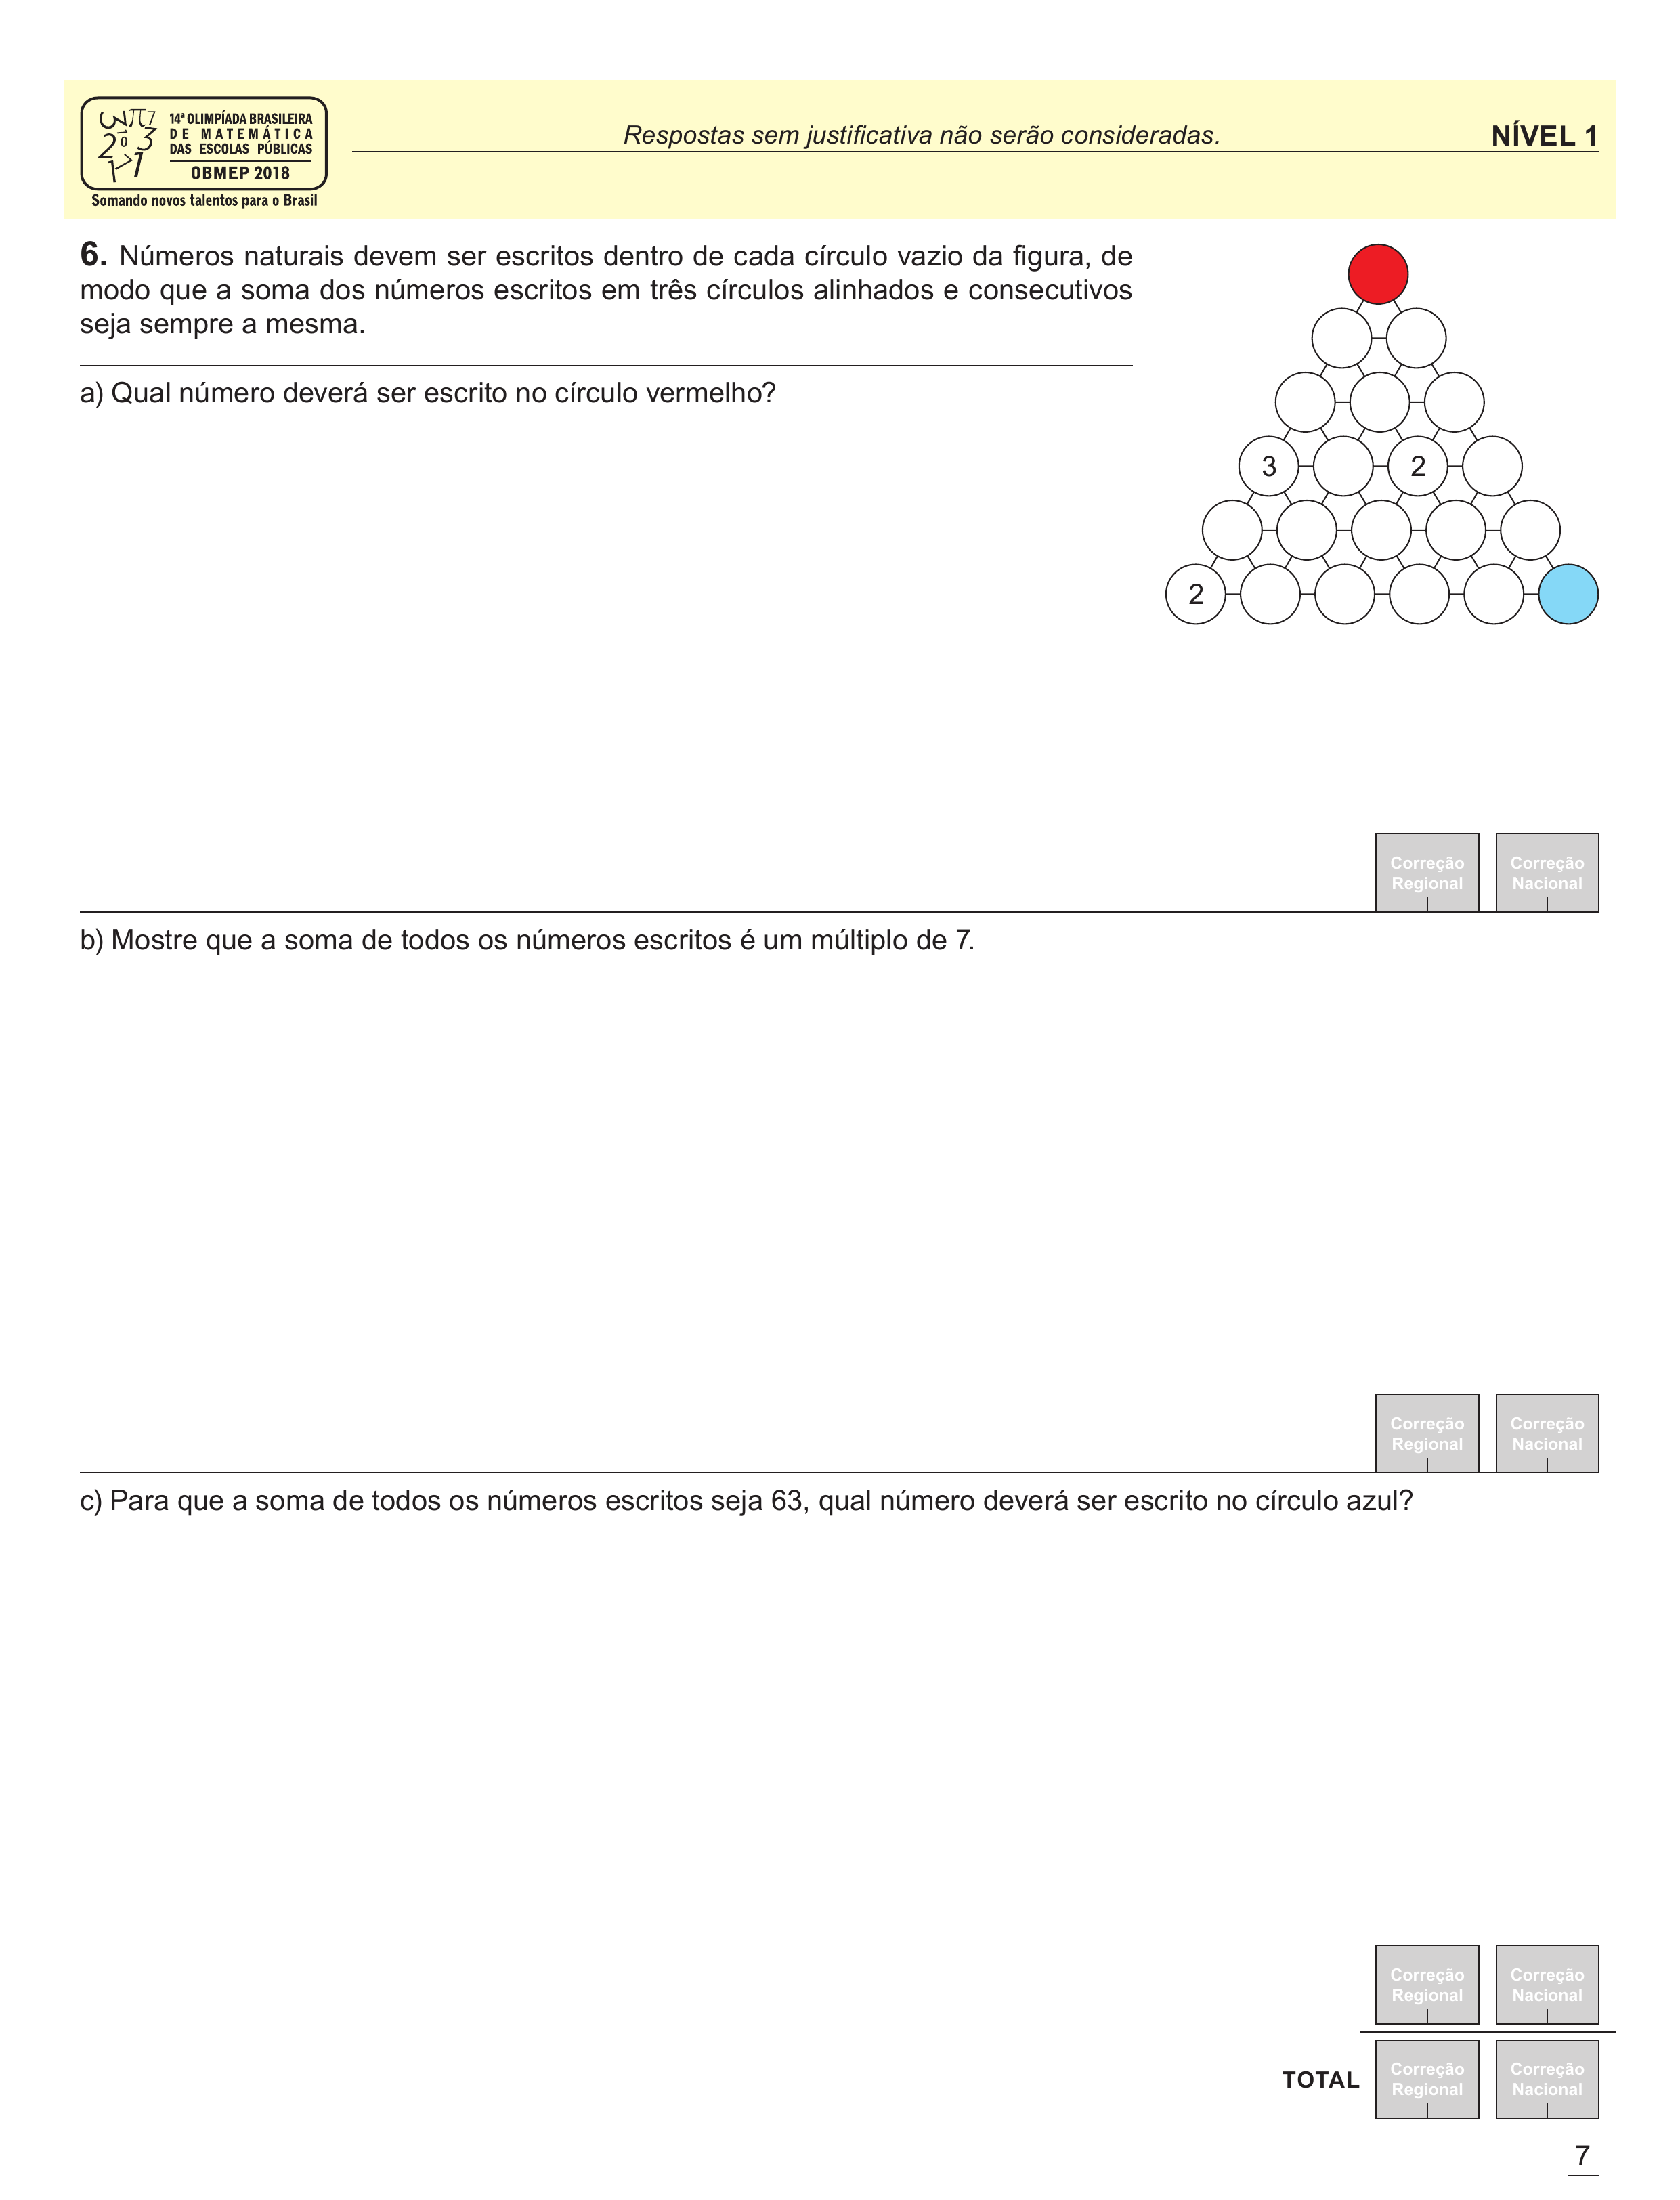 14ª OLIMPÍADA BRASILEIRA
DE MATEMÁTICA
DAS ESCOLAS PÚBLICAS
OBMEP 2018
Somando novos talentos para o Brasil
Respostas sem justificativa não serão consideradas.
NÍVEL 1
6. Números naturais devem ser escritos dentro de cada círculo vazio da figura, de
modo que a soma dos números escritos em três círculos alinhados e consecutivos
seja sempre a mesma.
a) Qual número deverá ser escrito no círculo vermelho?
3 2
2
Correção Regional
Correção Nacional
b) Mostre que a soma de todos os números escritos é um múltiplo de 7.
Correção Regional
Correção Nacional
c) Para que a soma de todos os números escritos seja 63, qual número deverá ser escrito no círculo azul?
Correção Regional
Correção Nacional
TOTAL
Correção Regional
Correção Nacional
7